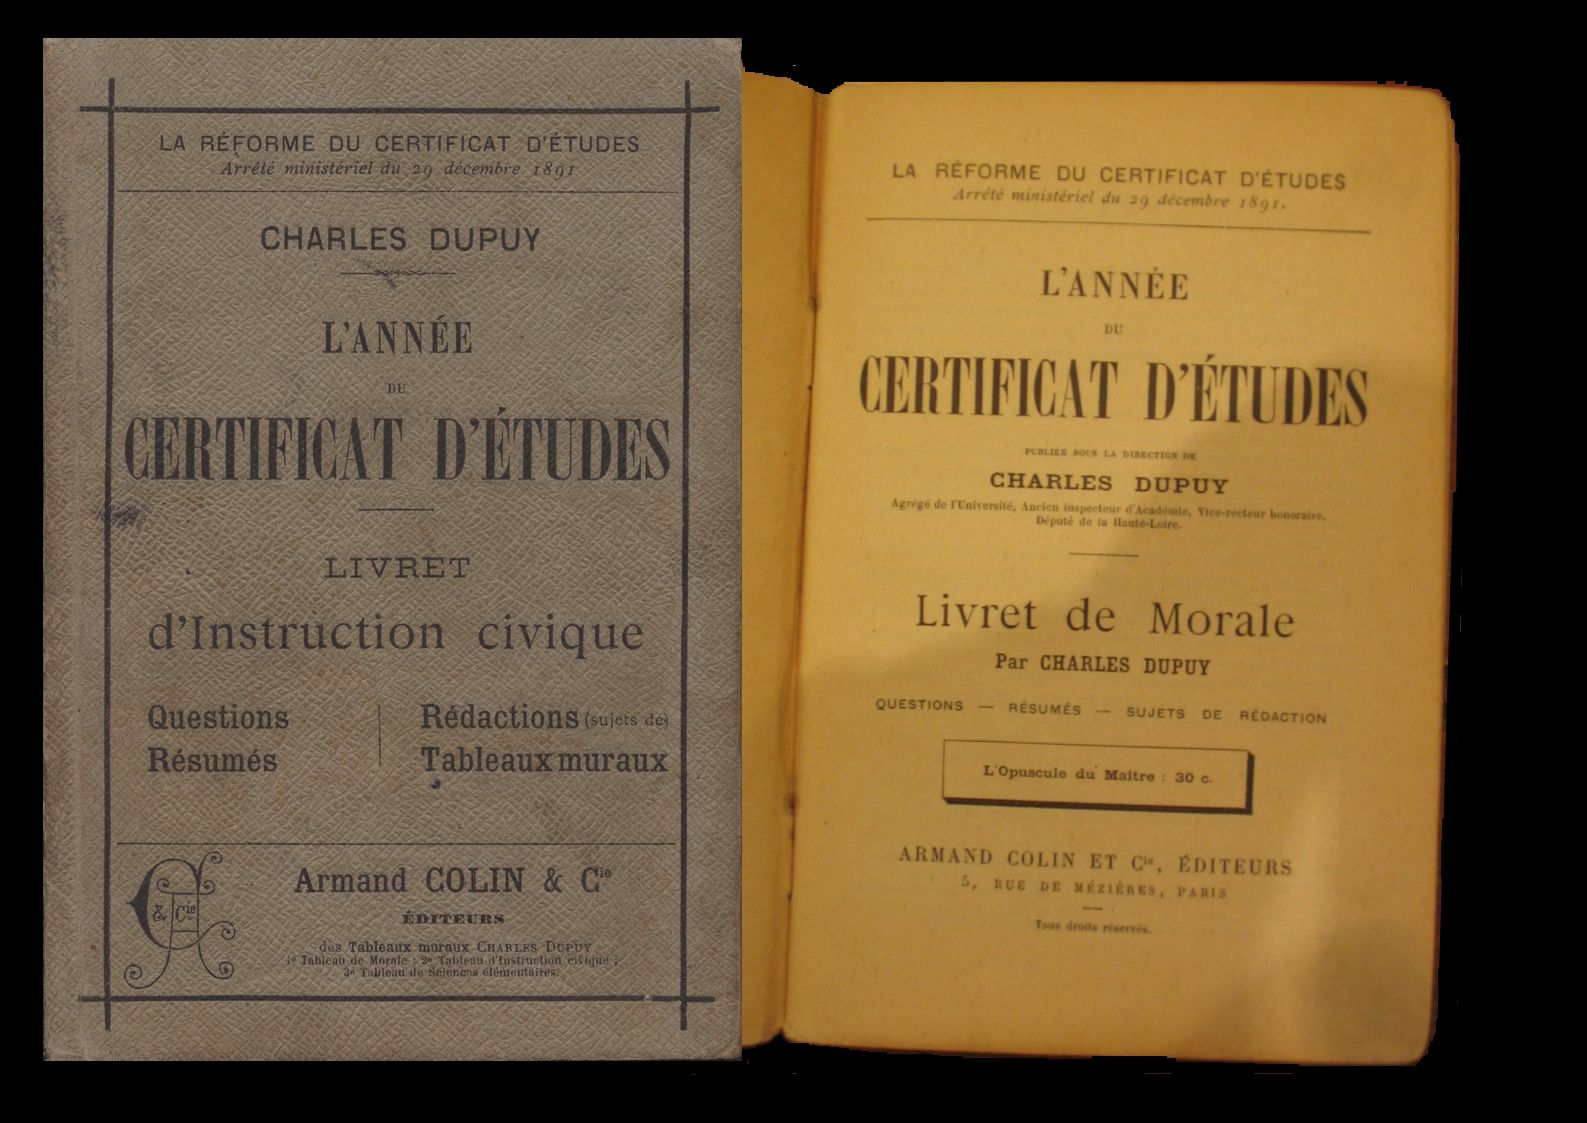 LA RÉFORME DU CERTIFICAT D'ÉTUDES
Arrêté ministériel du 29 décembre 1891
CHARLES DUPUY
L'ANNÉE
DU
CERTIFICAT D'ÉTUDES
LIVRET
d'Instruction civique
Questions
Résumés
Rédactions (sujets de)
Tableaux muraux
& Cie
Armand COLIN & Cie
ÉDITEURS
des Tableaux muraux CHARLES DUPUY
1º Tableau de Morale ; 2º Tableau d'Instruction civique ;
3º Tableau de Sciences élémentaires.
LA RÉFORME DU CERTIFICAT D'ÉTUDES
Arrêté ministériel du 29 décembre 1891.
L'ANNÉE
DU
CERTIFICAT D'ÉTUDES
PUBLIÉE SOUS LA DIRECTION DE
CHARLES DUPUY
Agrégé de l'Université, Ancien inspecteur d'Académie, Vice-recteur honoraire,
Député de la Haute-Loire.
Livret de Morale
Par CHARLES DUPUY
QUESTIONS — RÉSUMÉS — SUJETS DE RÉDACTION
L'Opuscule du Maître : 30 c.
ARMAND COLIN ET Cie, ÉDITEURS
5, RUE DE MÉZIÈRES, PARIS
Tous droits réservés.